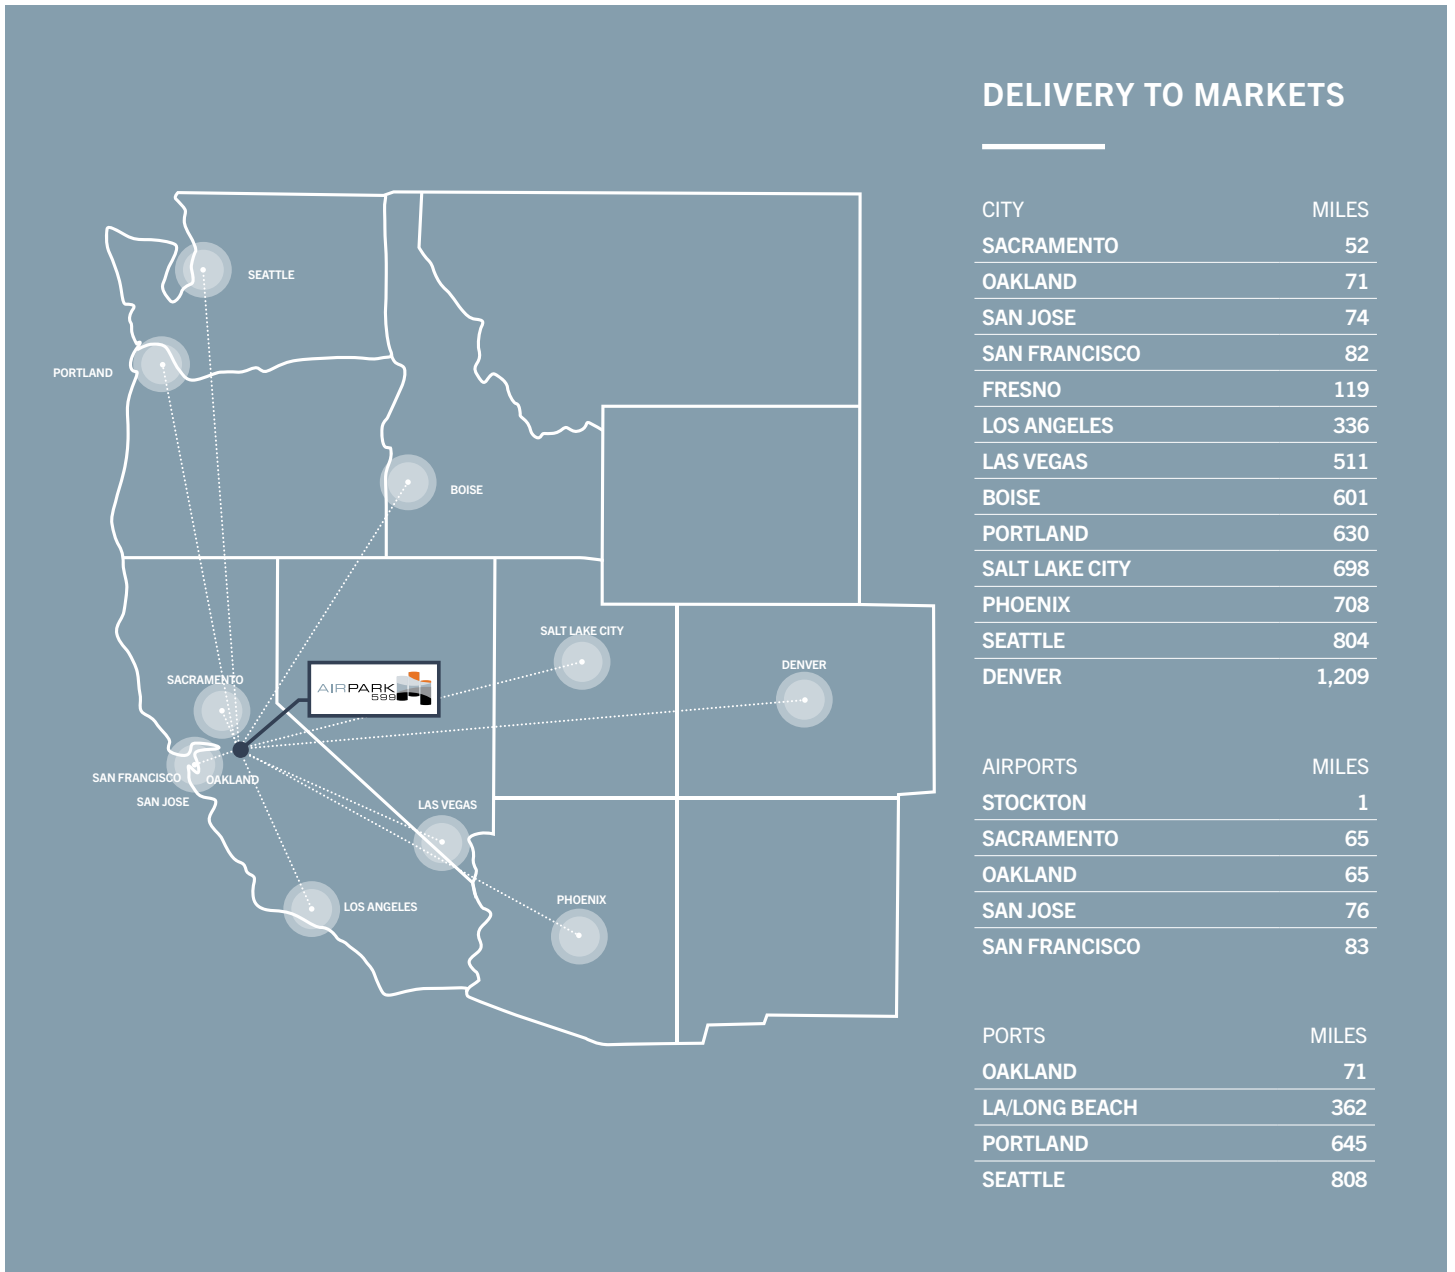 DELIVERY TO MARKETS
CITY MILES
SACRAMENTO 52
OAKLAND 71
SAN JOSE 74
SAN FRANCISCO 82
FRESNO 119
LOS ANGELES 336
LAS VEGAS 511
BOISE 601
PORTLAND 630
SALT LAKE CITY 698
PHOENIX 708
SEATTLE 804
DENVER 1,209
AIRPORTS MILES
STOCKTON 1
SACRAMENTO 65
OAKLAND 65
SAN JOSE 76
SAN FRANCISCO 83
PORTS MILES
OAKLAND 71
LA/LONG BEACH 362
PORTLAND 645
SEATTLE 808
SEATTLE
PORTLAND
BOISE
SALT LAKE CITY
DENVER
SACRAMENTO
AIRPARK
599
SAN FRANCISCO
OAKLAND
SAN JOSE
LAS VEGAS
PHOENIX
LOS ANGELES